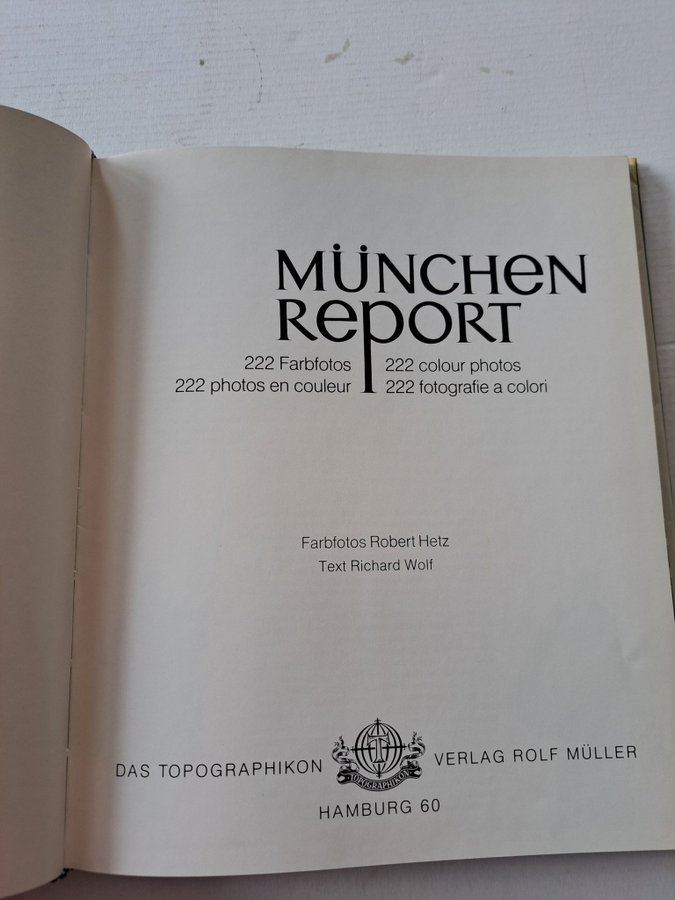 MÜNCHEN
REPORT
222 Farbfotos 222 colour photos
222 photos en couleur 222 fotografie a colori
Farbfotos Robert Hetz
Text Richard Wolf
DAS TOPOGRAPHIKON VERLAG ROLF MÜLLER
TOPOGRAPHIKON
HAMBURG 60